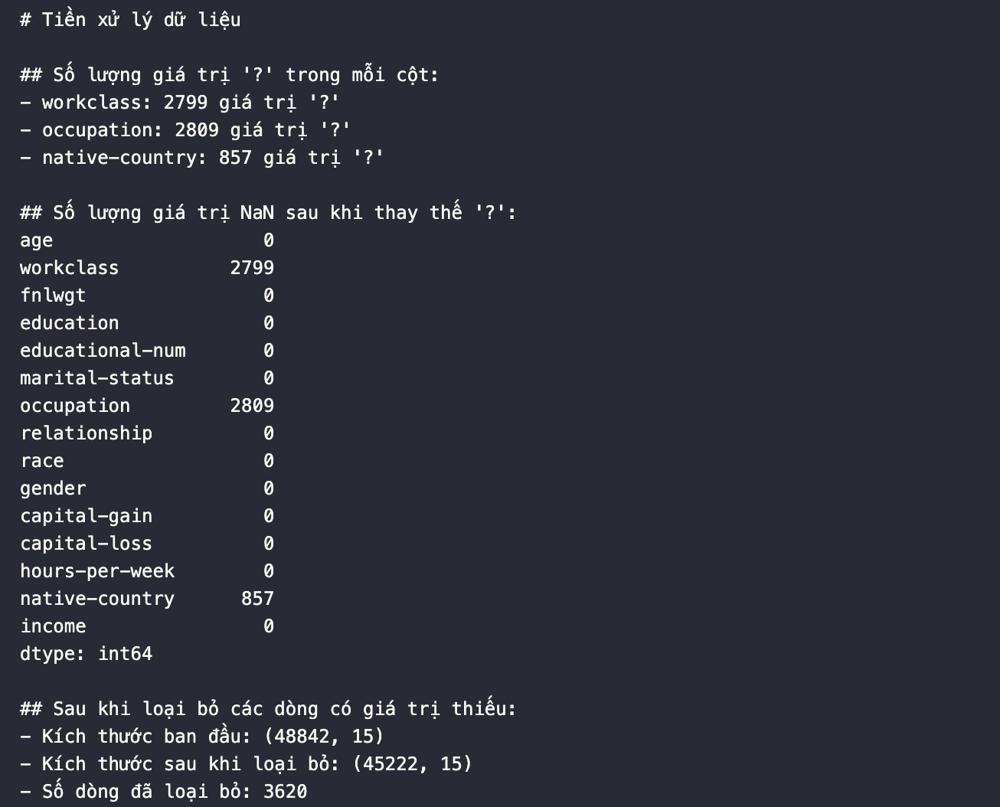 # Tiền xử lý dữ liệu
## Số lượng giá trị '?' trong mỗi cột:
- workclass: 2799 giá trị '?'
- occupation: 2809 giá trị '?'
- native-country: 857 giá trị '?'
## Số lượng giá trị NaN sau khi thay thế '?':
age 0
workclass 2799
fnlwgt 0
education 0
educational-num 0
marital-status 0
occupation 2809
relationship 0
race 0
gender 0
capital-gain 0
capital-loss 0
hours-per-week 0
native-country 857
income 0
dtype: int64
## Sau khi loại bỏ các dòng có giá trị thiếu:
- Kích thước ban đầu: (48842, 15)
- Kích thước sau khi loại bỏ: (45222, 15)
- Số dòng đã loại bỏ: 3620